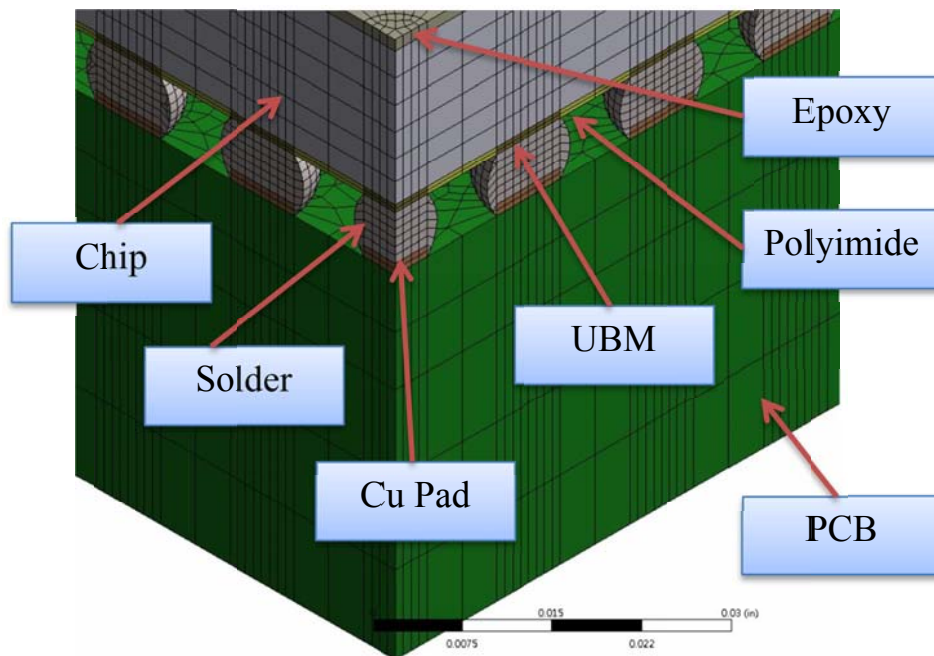 Epoxy
Polyimide
Chip
UBM
Solder
Cu Pad
PCB
0.015
0.03 (in)
0.0075
0.022